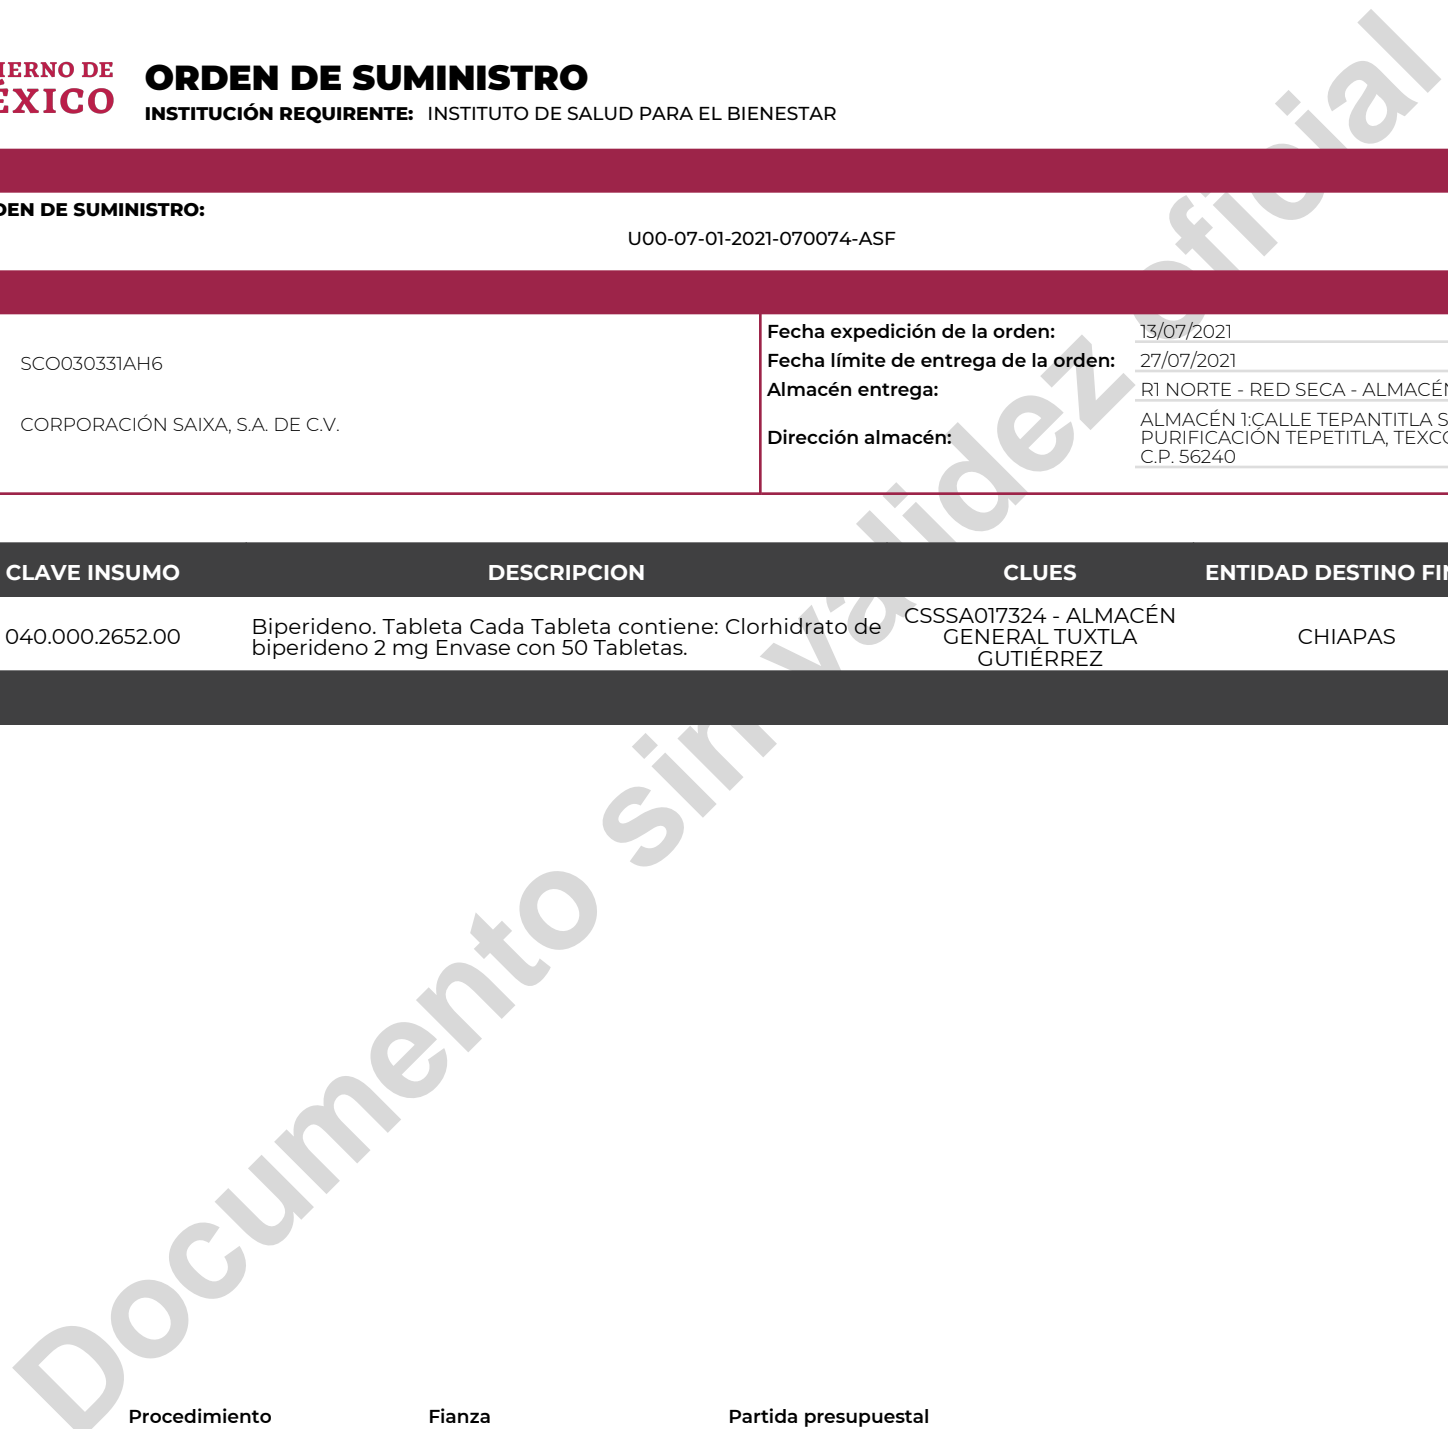 IERNO DE
ÉXICO
ORDEN DE SUMINISTRO
INSTITUCIÓN REQUIRENTE: INSTITUTO DE SALUD PARA EL BIENESTAR
DEN DE SUMINISTRO:
U00-07-01-2021-070074-ASF
SCO030331AH6
CORPORACIÓN SAIXA, S.A. DE C.V.
Fecha expedición de la orden: 13/07/2021
Fecha límite de entrega de la orden: 27/07/2021
Almacén entrega: R1 NORTE - RED SECA - ALMACÉN
Dirección almacén:
ALMACÉN 1:CALLE TEPANTITLA S
PURIFICACIÓN TEPETITLA, TEXCO
C.P. 56240
CLAVE INSUMO DESCRIPCION CLUES ENTIDAD DESTINO FIN
040.000.2652.00
Biperideno. Tableta Cada Tableta contiene: Clorhidrato de
biperideno 2 mg Envase con 50 Tabletas.
CSSSA017324 - ALMACÉN
GENERAL TUXTLA
GUTIÉRREZ
CHIAPAS
Documento sin validez oficial
Procedimiento Fianza Partida presupuestal